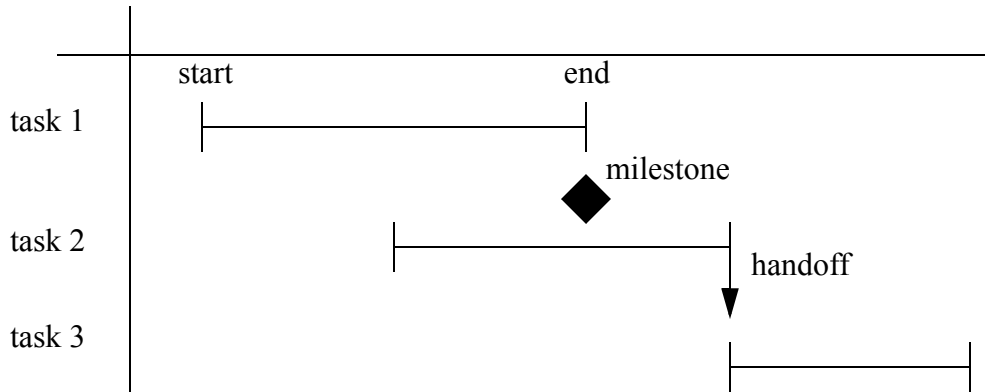 start end
task 1
milestone
task 2
handoff
task 3